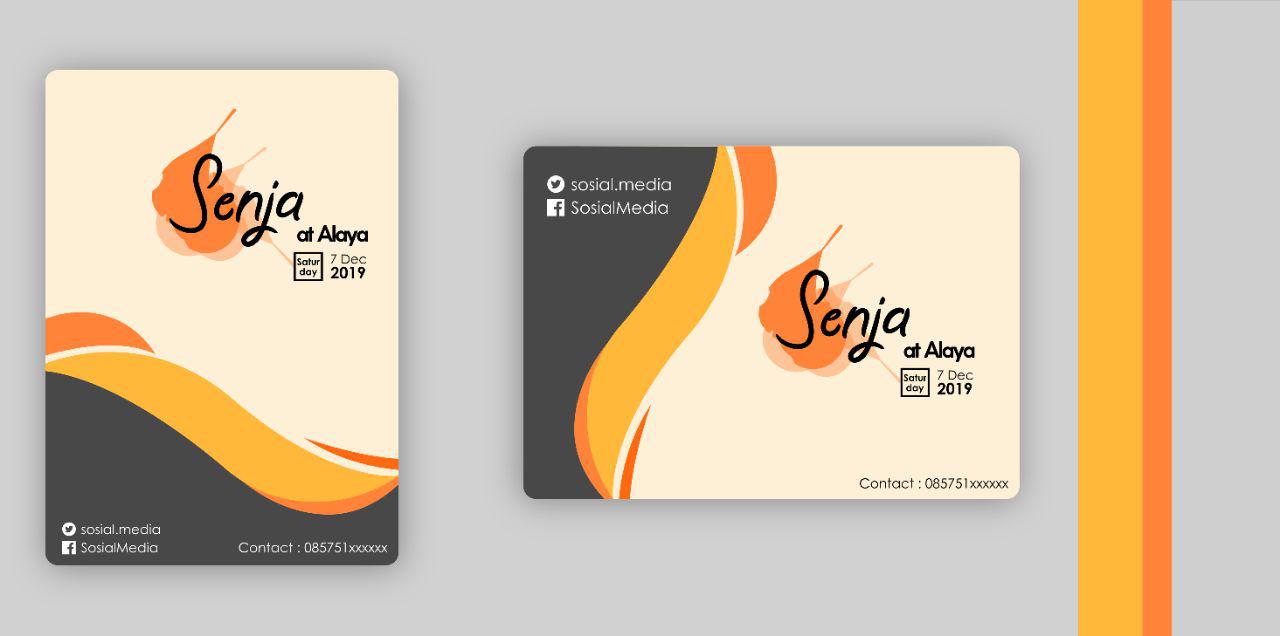 Senja
at Alaya
Satur
day
7 Dec
2019
sosial.media
SosialMedia
Contact : 085751xxxxxx
sosial.media
SosialMedia
Senja
at Alaya
Satur
day
7 Dec
2019
Contact : 085751xxxxxx